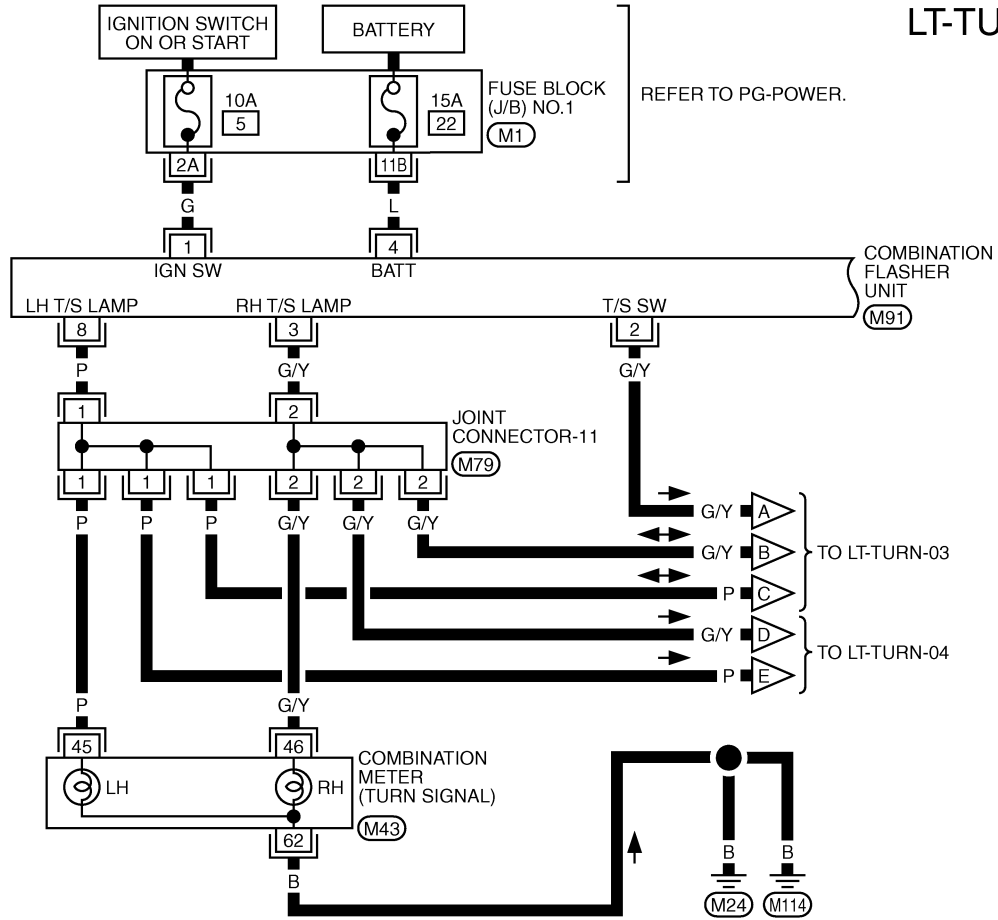 LT-TU
IGNITION SWITCH
ON OR START
BATTERY
10A
5
15A
22
FUSE BLOCK
(J/B) NO.1
M1
REFER TO PG-POWER.
2A
11B
G
L
1
4
IGN SW
BATT
COMBINATION
FLASHER
UNIT
M91
LH T/S LAMP
RH T/S LAMP
T/S SW
8
3
2
P
G/Y
G/Y
1
2
JOINT
CONNECTOR-11
M79
1
1
1
2
2
2
P
P
P
G/Y
G/Y
G/Y
G/Y
A
G/Y
B
TO LT-TURN-03
P
C
G/Y
D
TO LT-TURN-04
P
E
P
G/Y
45
46
LH
RH
COMBINATION
METER
(TURN SIGNAL)
M43
62
B
B
B
M24
M114